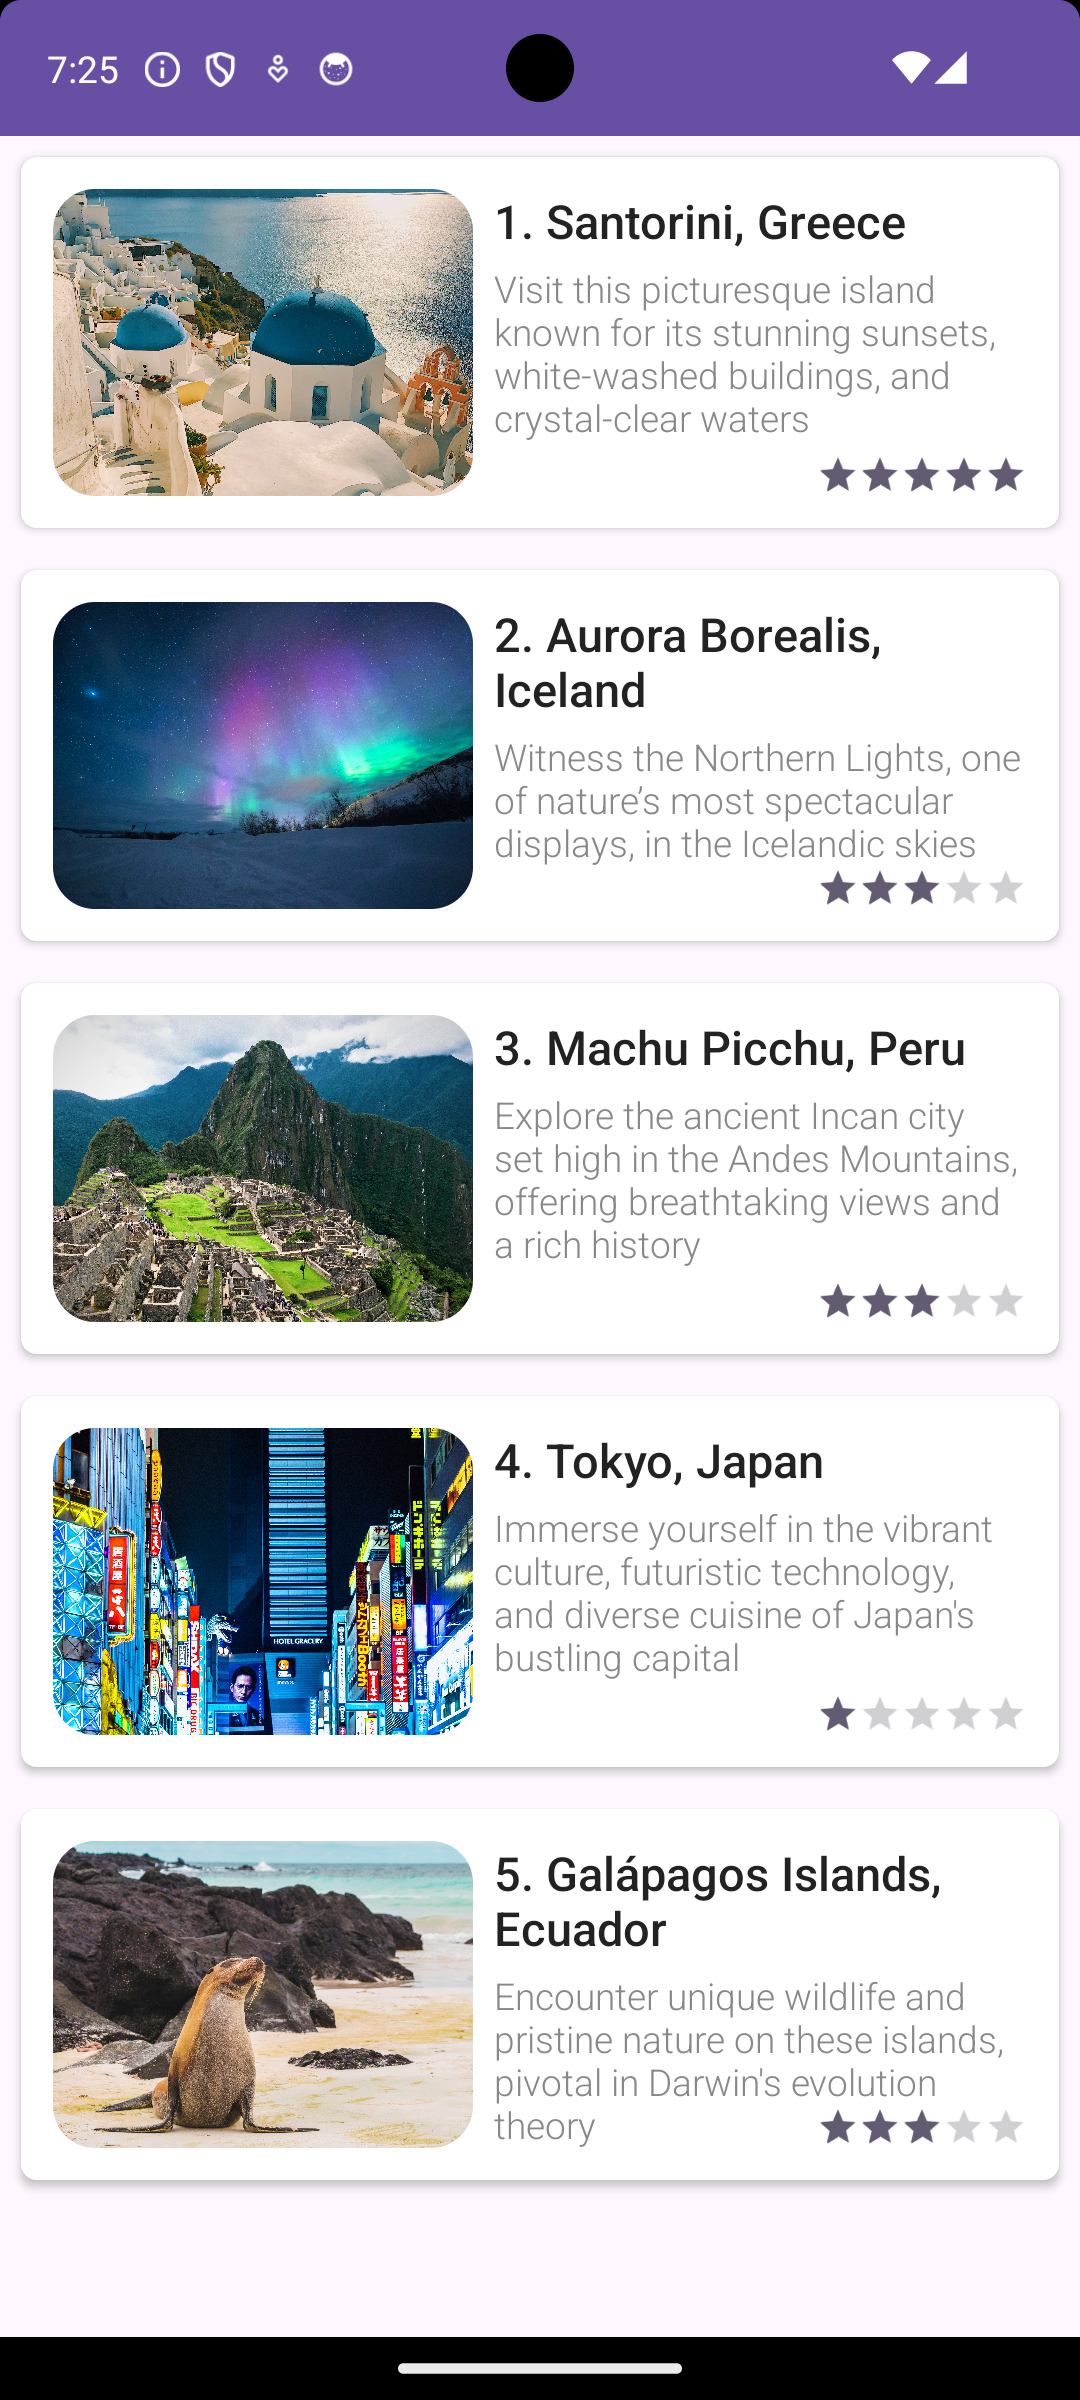 7:25
1. Santorini, Greece
Visit this picturesque island
known for its stunning sunsets,
white-washed buildings, and
crystal-clear waters
2. Aurora Borealis,
Iceland
Witness the Northern Lights, one
of nature's most spectacular
displays, in the Icelandic skies
3. Machu Picchu, Peru
Explore the ancient Incan city
set high in the Andes Mountains,
offering breathtaking views and
a rich history
4. Tokyo, Japan
Immerse yourself in the vibrant
culture, futuristic technology,
and diverse cuisine of Japan's
bustling capital
HOTEL GRACERY
居酒屋
5. Galápagos Islands,
Ecuador
Encounter unique wildlife and
pristine nature on these islands,
pivotal in Darwin's evolution
theory